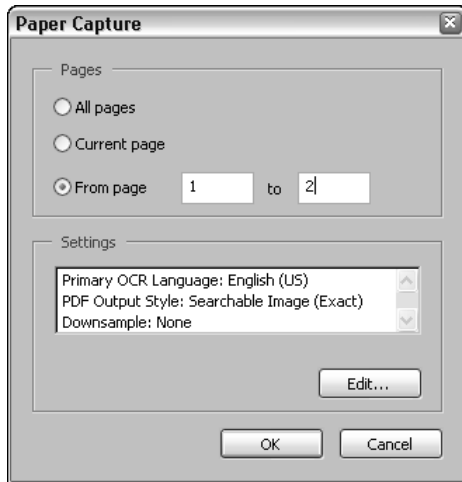 Paper Capture
Pages
All pages
Current page
From page 1 to 2
Settings
Primary OCR Language: English (US)
PDF Output Style: Searchable Image (Exact)
Downsample: None
Edit...
OK Cancel